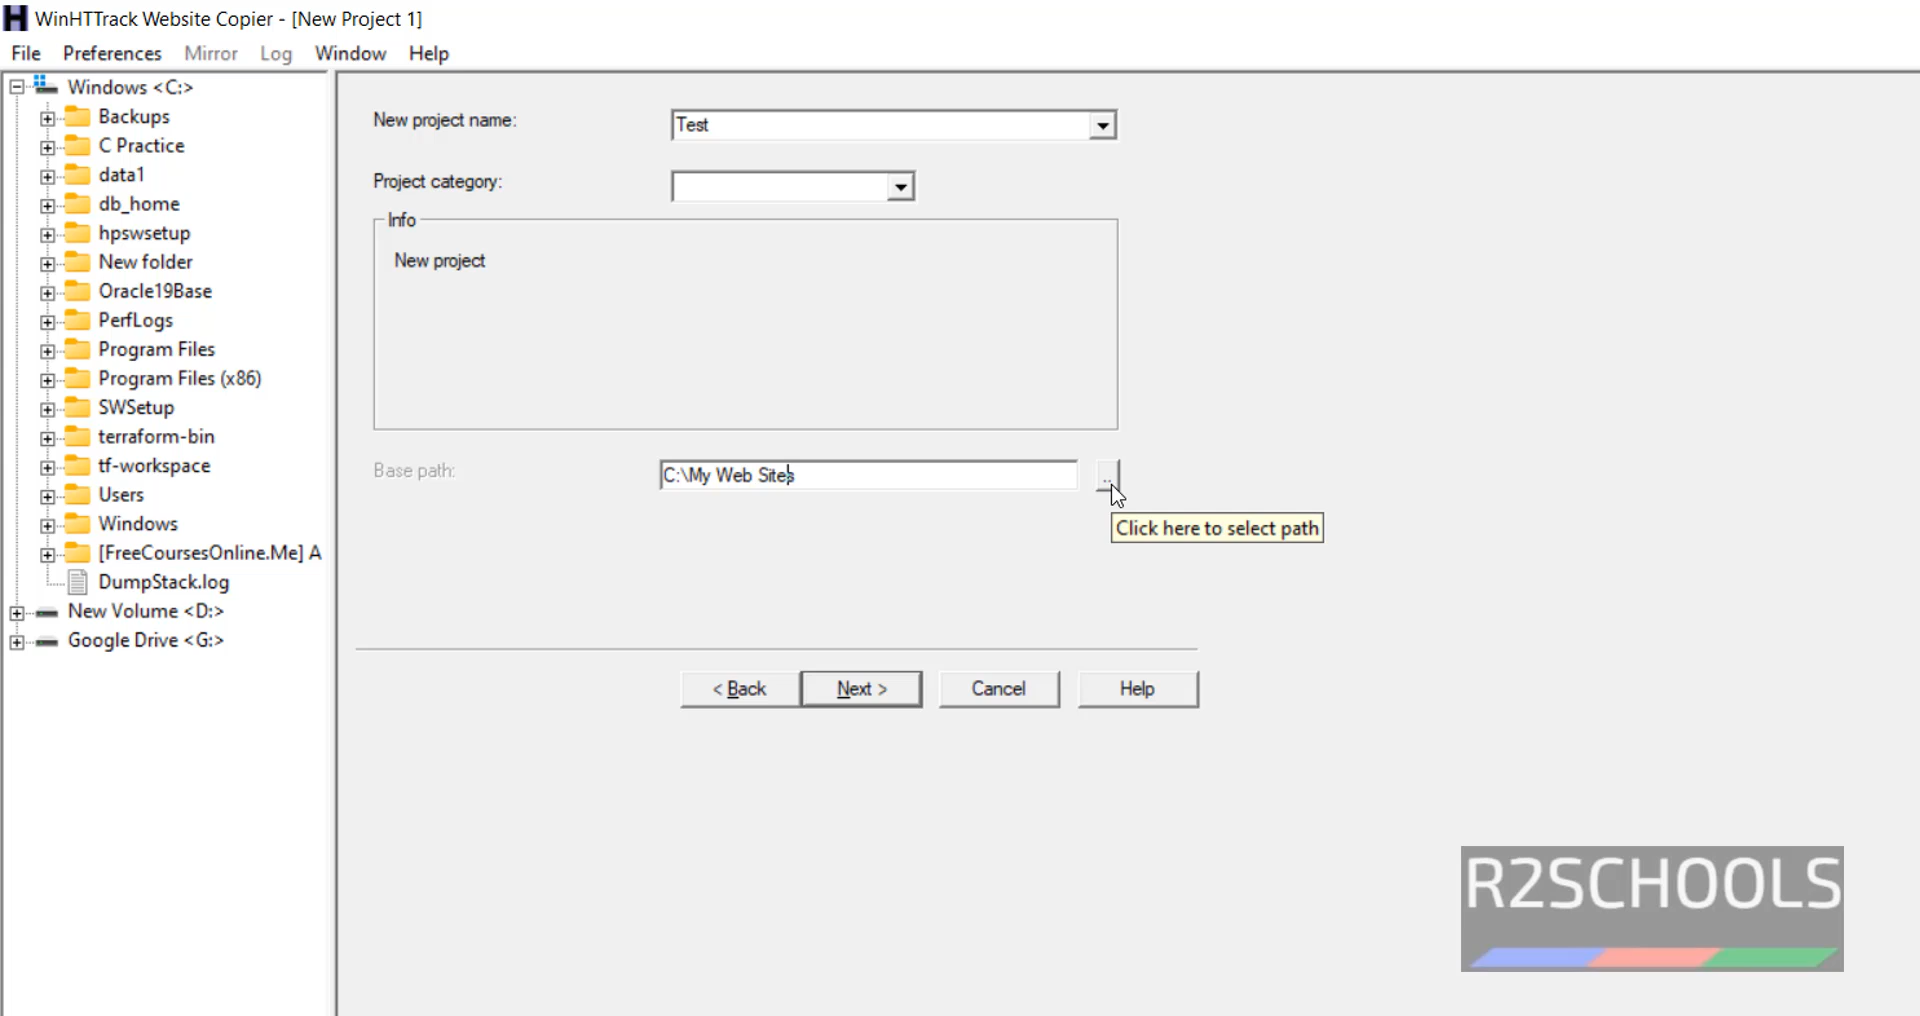 WinHTTrack Website Copier - [New Project 1]
File Preferences Mirror Log Window Help
Windows <C:>
Backups
C Practice
data1
db_home
hpswsetup
New folder
Oracle19Base
PerfLogs
Program Files
Program Files (x86)
SWSetup
terraform-bin
tf-workspace
Users
Windows
[FreeCoursesOnline.Me] A
DumpStack.log
New Volume <D:>
Google Drive <G:>
New project name:
Test
Project category:
Info
New project
Base path:
C:\My Web Sites
..
Click here to select path
< Back
Next >
Cancel
Help
R2SCHOOLS